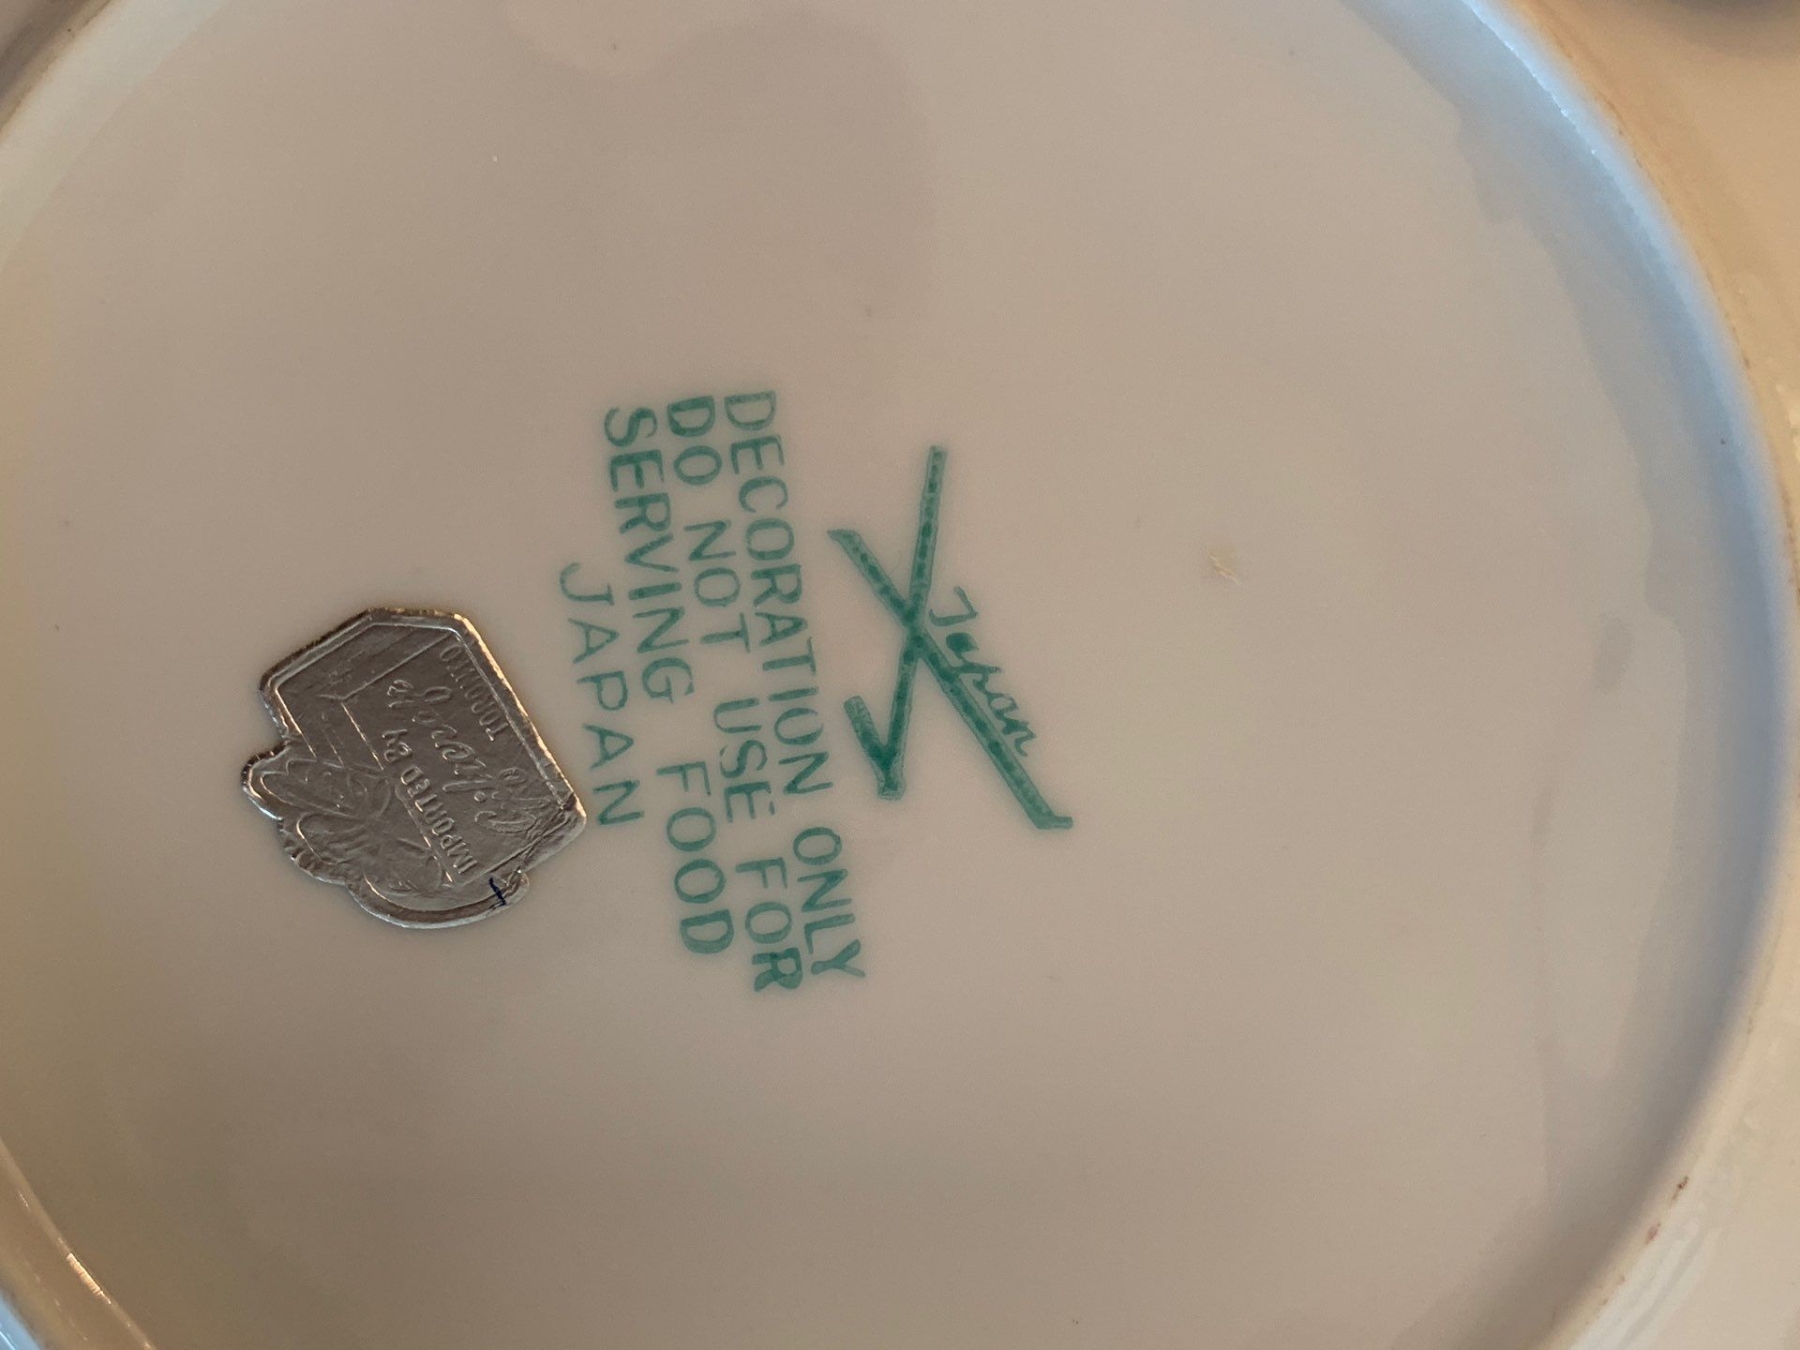 Japan
DECORATION ONLY
DO NOT USE FOR
SERVING FOOD
JAPAN
IMPORTED BY
TORONTO